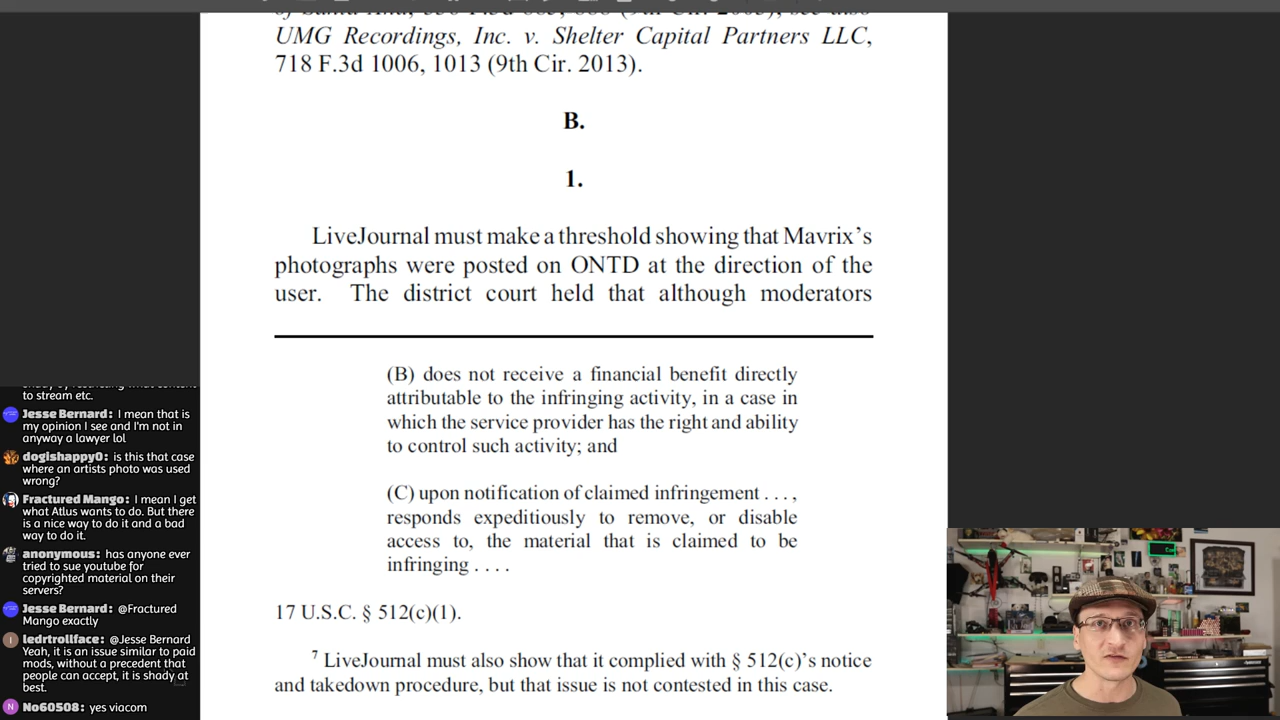 UMG Recordings, Inc. v. Shelter Capital Partners LLC,
718 F.3d 1006, 1013 (9th Cir. 2013).
B.
1.
LiveJournal must make a threshold showing that Mavrix's
photographs were posted on ONTD at the direction of the
user. The district court held that although moderators
(B) does not receive a financial benefit directly
attributable to the infringing activity, in a case in
which the service provider has the right and ability
to control such activity; and
(C) upon notification of claimed infringement . . . ,
responds expeditiously to remove, or disable
access to, the material that is claimed to be
infringing . . . .
17 U.S.C. § 512(c)(1).
7 LiveJournal must also show that it complied with § 512(c)'s notice
and takedown procedure, but that issue is not contested in this case.
to stream etc.
Jesse Bernard: I mean that is
my opinion I see and I'm not in
anyway a lawyer lol
dogishappy0: is this that case
where an artists photo was used
wrong?
Fractured Mango: I mean I get
what Atlus wants to do. But there
is a nice way to do it and a bad
way to do it.
anonymous: has anyone ever
tried to sue youtube for
copyrighted material on their
servers?
Jesse Bernard: @Fractured
Mango exactly
ledrtrollface: @Jesse Bernard
Yeah, it is an issue similar to paid
mods, without a precedent that
people can accept, it is shady at
best.
N No60508: yes viacom